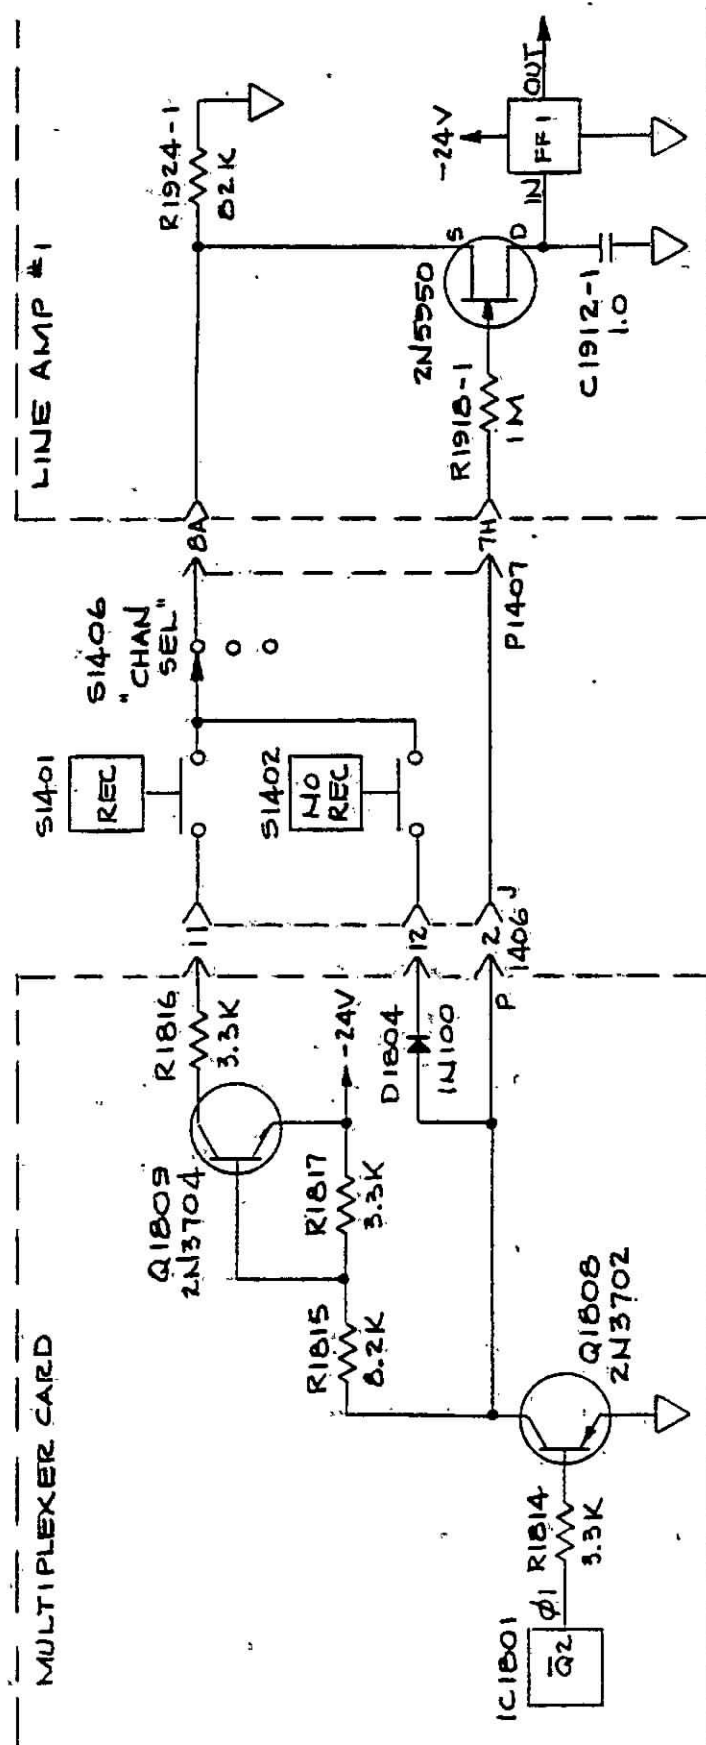 MULTIPLEXER CARD
IC1801
Q2
Ø1
R1814
3.3K
Q1808
2N3702
R1815
8.2K
R1817
3.3K
-24V
Q1809
2N3704
R1816
3.3K
D1804
1N100
P
11
12
2
J
1406
S1401
REC
S1402
NO
REC
S1406
"CHAN
SEL"
P1407
8A
7H
LINE AMP #1
R1924-1
82K
R1918-1
1M
2N5950
S
D
C1912-1
1.0
-24V
IN
FF1
OUT